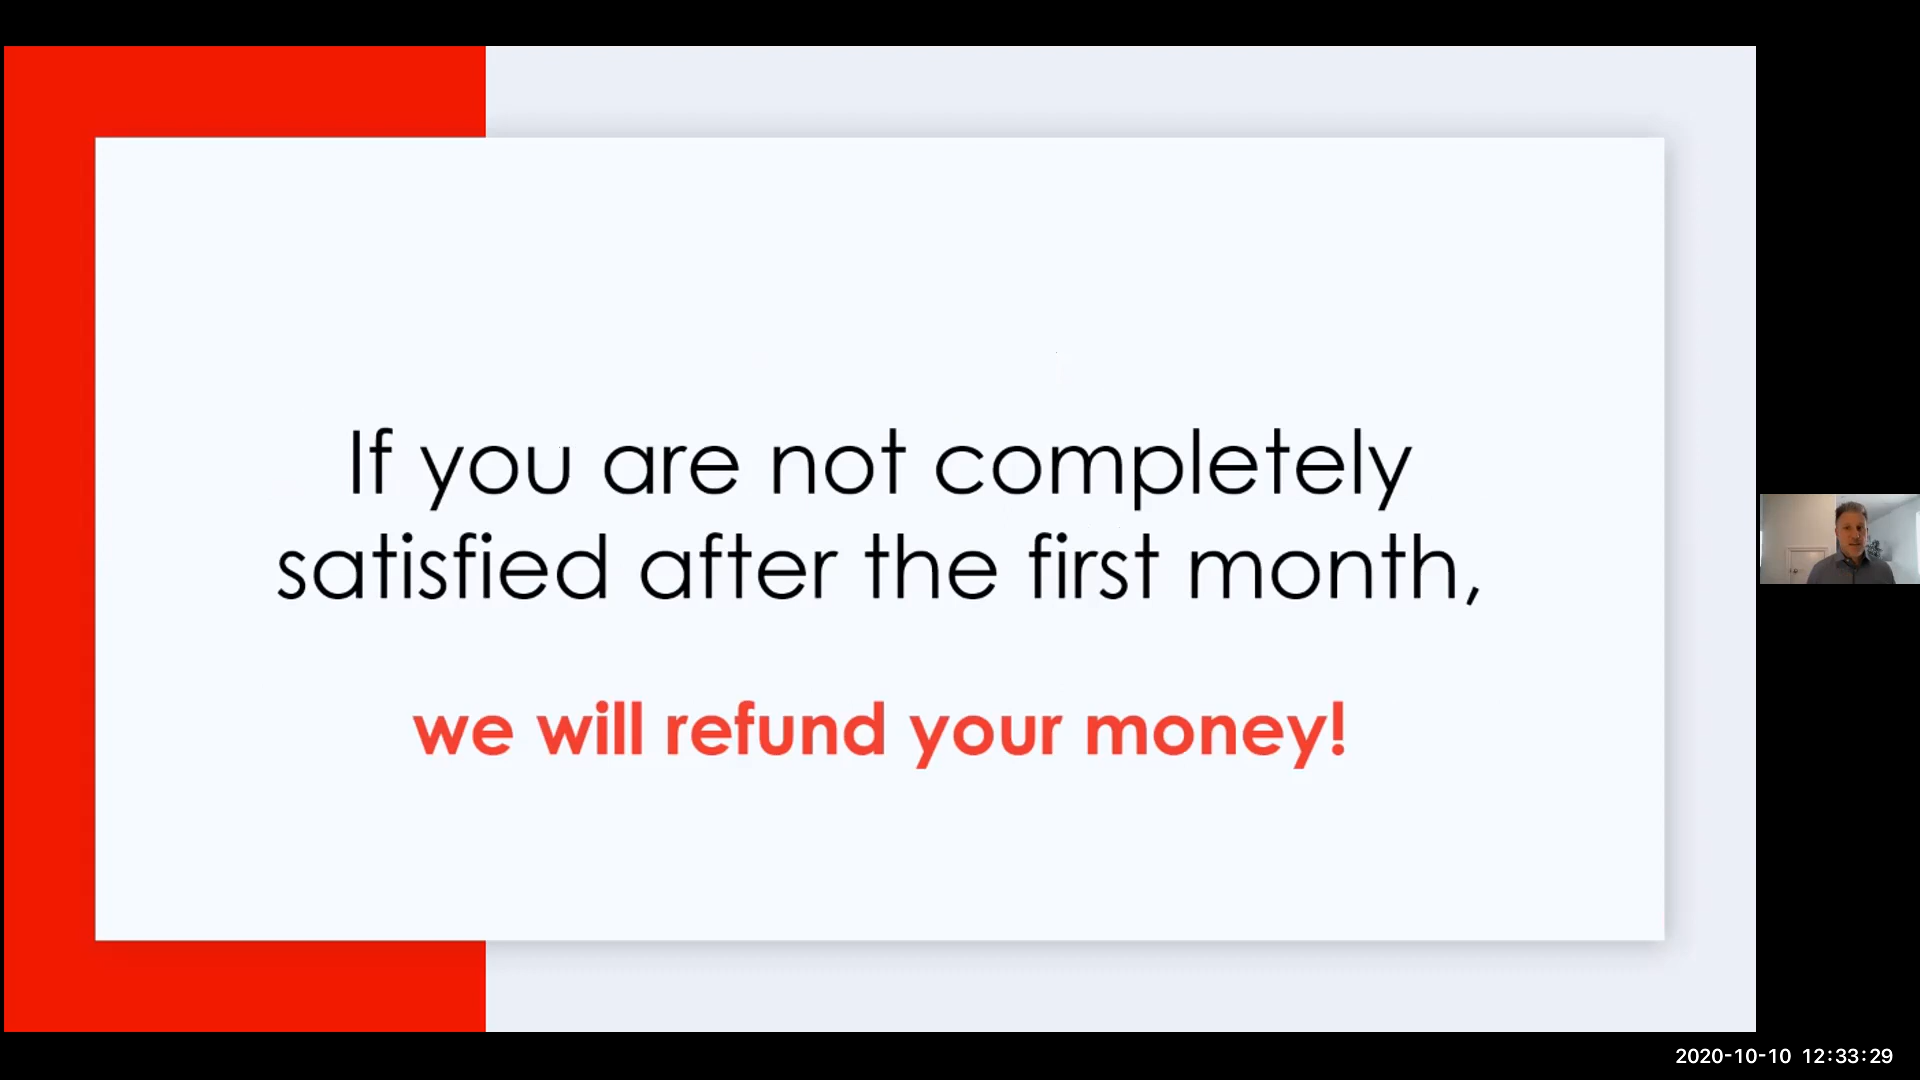 If you are not completely
satisfied after the first month,
we will refund your money!
2020-10-10 12:33:29